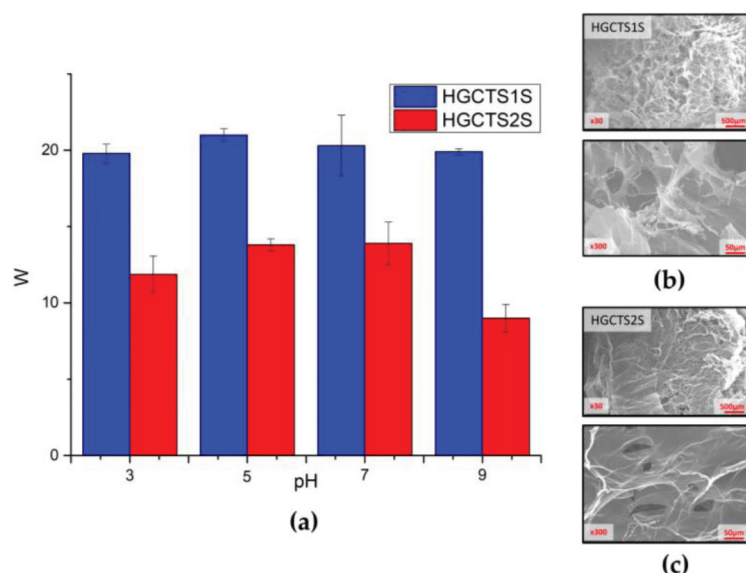 20
10
0
W
HGCTS1S
HGCTS2S
3
5
7
9
pH
(a)
HGCTS1S
x30
500µm
x300
50µm
(b)
HGCTS2S
x30
500µm
x300
50µm
(c)